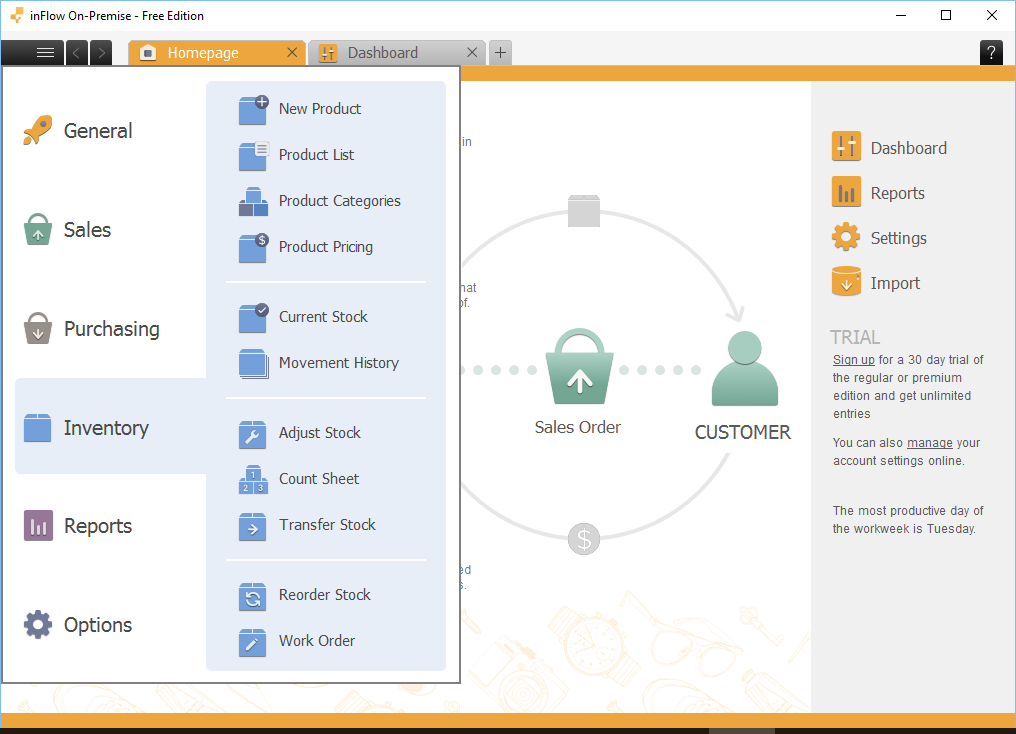 inFlow On-Premise - Free Edition
Homepage
Dashboard
?
General
Sales
Purchasing
Inventory
Reports
Options
New Product
Product List
Product Categories
$
Product Pricing
Current Stock
Movement History
Adjust Stock
1
2 3
Count Sheet
Transfer Stock
Reorder Stock
Work Order
in
hat
of.
Sales Order
CUSTOMER
$
ed
s.
Dashboard
Reports
Settings
Import
TRIAL
Sign up for a 30 day trial of
the regular or premium
edition and get unlimited
entries
You can also manage your
account settings online.
The most productive day of
the workweek is Tuesday.